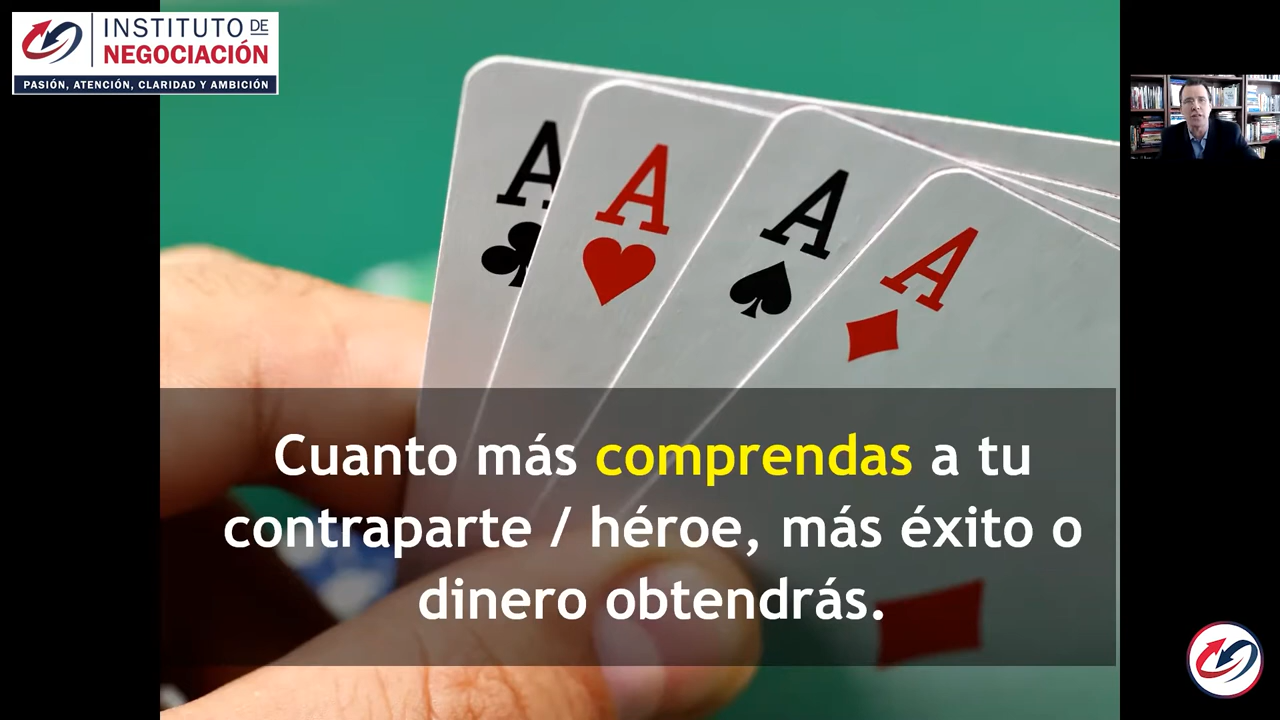 INSTITUTO DE
NEGOCIACIÓN
PASIÓN, ATENCIÓN, CLARIDAD Y AMBICIÓN
A A A A
Cuanto más comprendas a tu
contraparte / héroe, más éxito o
dinero obtendrás.